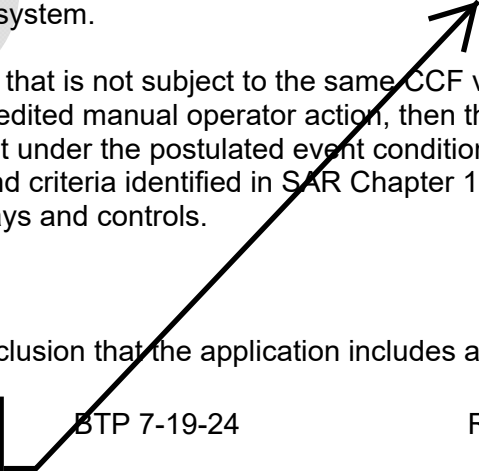 system.
that is not subject to the same CCF v
edited manual operator action, then th
t under the postulated event condition
nd criteria identified in SAR Chapter 1
ays and controls.
clusion that the application includes a
BTP 7-19-24 R